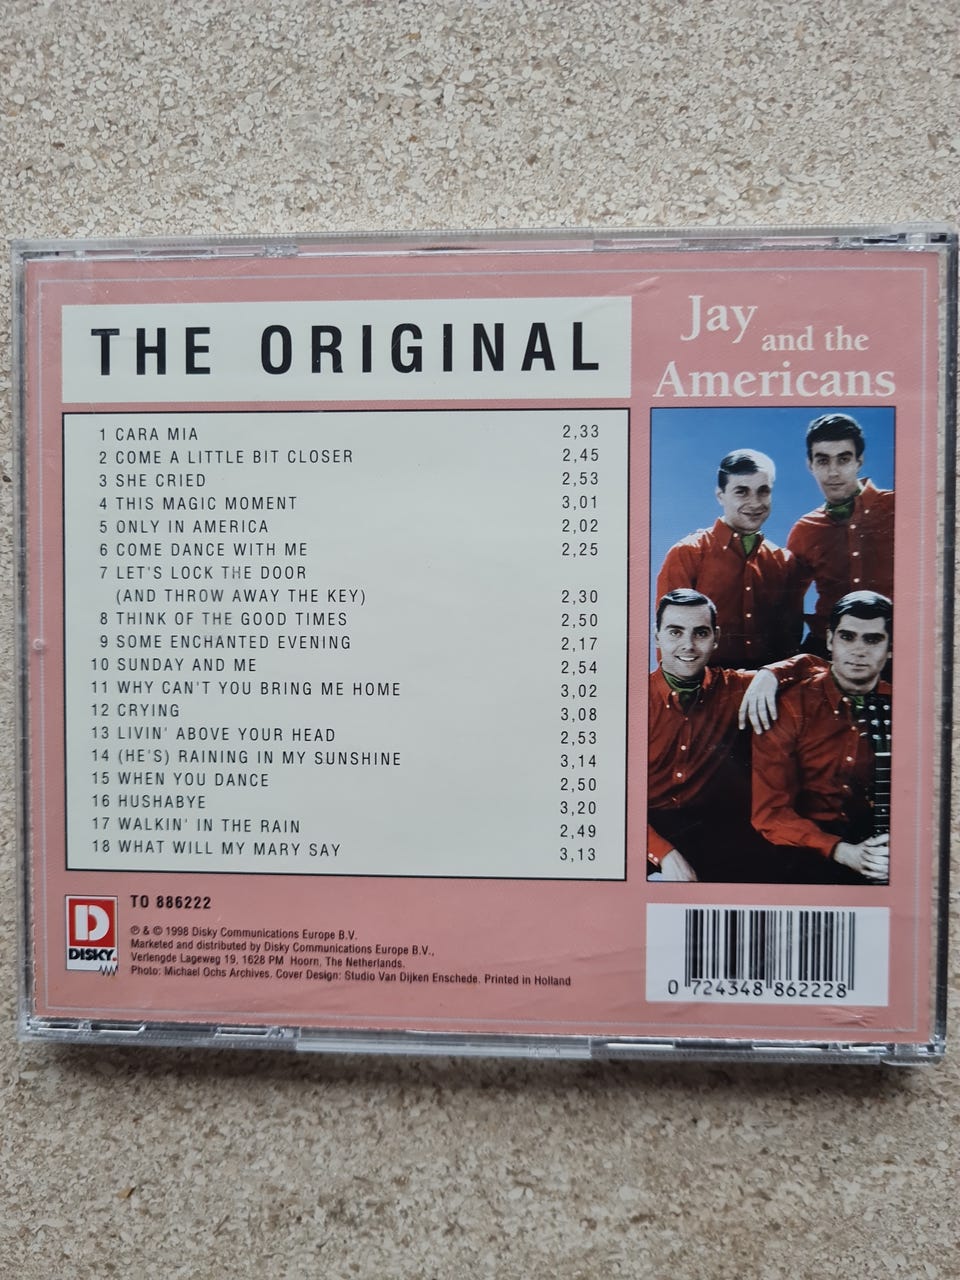 THE ORIGINAL
Jay and the
Americans
1 CARA MIA 2,33
2 COME A LITTLE BIT CLOSER 2,45
3 SHE CRIED 2,53
4 THIS MAGIC MOMENT 3,01
5 ONLY IN AMERICA 2,02
6 COME DANCE WITH ME 2,25
7 LET'S LOCK THE DOOR
(AND THROW AWAY THE KEY) 2,30
8 THINK OF THE GOOD TIMES 2,50
9 SOME ENCHANTED EVENING 2,17
10 SUNDAY AND ME 2,54
11 WHY CAN'T YOU BRING ME HOME 3,02
12 CRYING 3,08
13 LIVIN' ABOVE YOUR HEAD 2,53
14 (HE'S) RAINING IN MY SUNSHINE 3,14
15 WHEN YOU DANCE 2,50
16 HUSHABYE 3,20
17 WALKIN' IN THE RAIN 2,49
18 WHAT WILL MY MARY SAY 3,13
D
DISKY.
TO 886222
℗ & © 1998 Disky Communications Europe B.V.
Marketed and distributed by Disky Communications Europe B.V.,
Verlengde Lageweg 19, 1628 PM Hoorn, The Netherlands.
Photo: Michael Ochs Archives. Cover Design: Studio Van Dijken Enschede. Printed in Holland
0 724348 862228